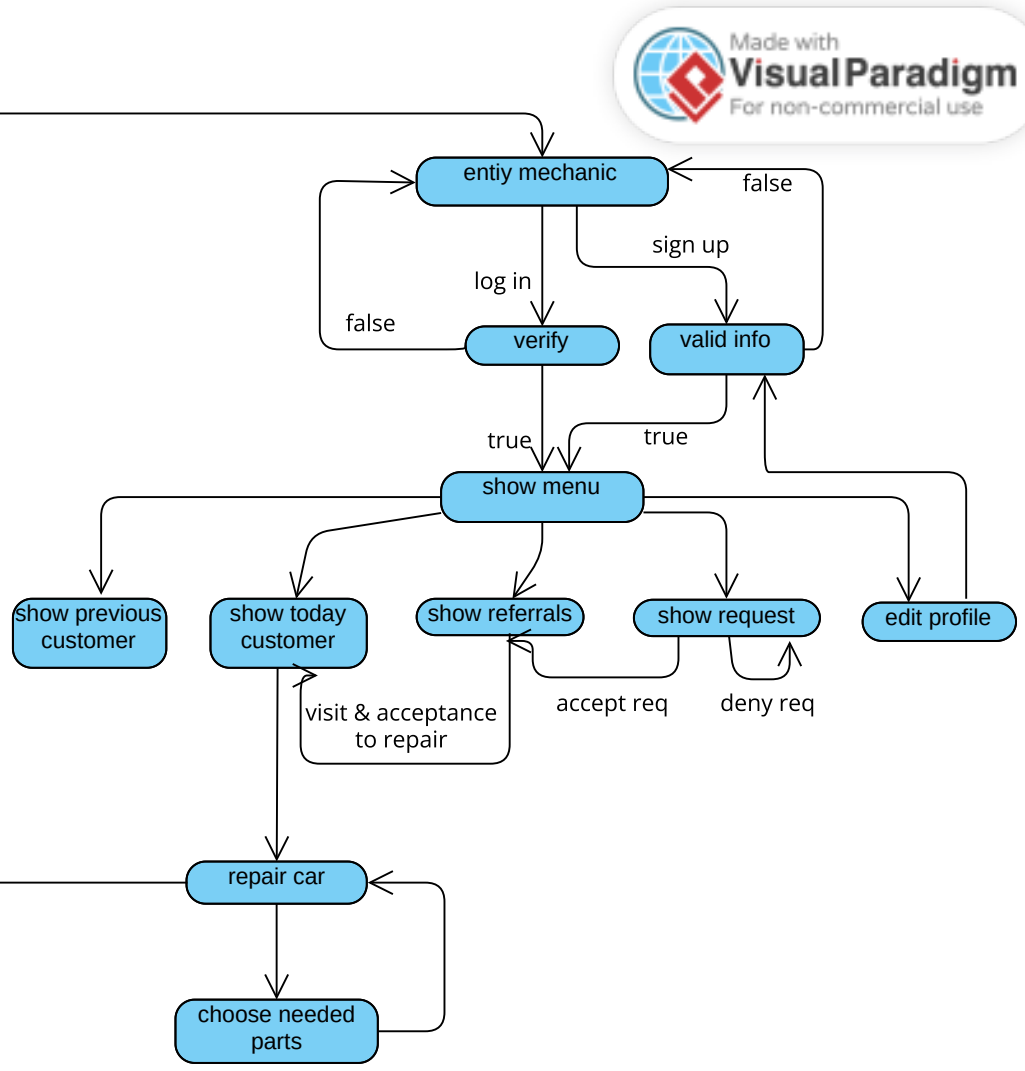 Made with
Visual Paradigm
For non-commercial use
entiy mechanic
false
sign up
log in
false
verify
valid info
true
true
show menu
show previous
customer
show today
customer
show referrals
show request
edit profile
visit & acceptance
to repair
accept req
deny req
repair car
choose needed
parts